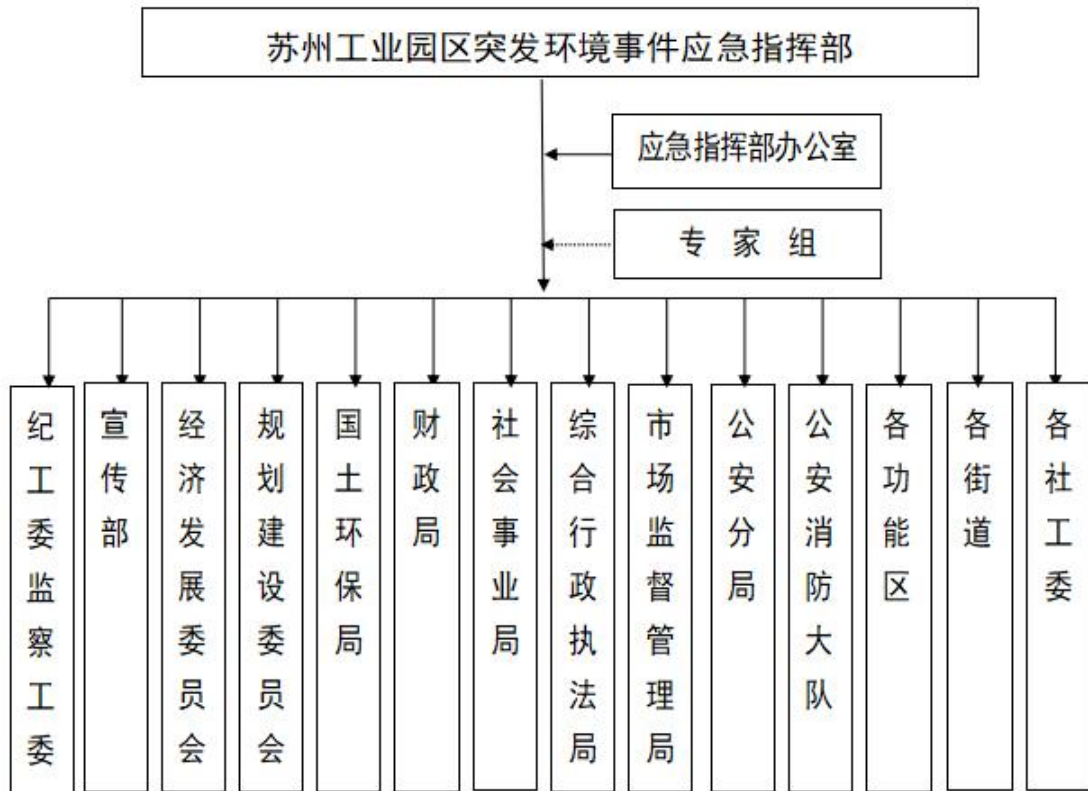 苏州工业园区突发环境事件应急指挥部
应急指挥部办公室
专 家 组
纪工委监察工委
宣传部
经济发展委员会
规划建设委员会
国土环保局
财政局
社会事业局
综合行政执法局
市场监督管理局
公安分局
公安消防大队
各功能区
各街道
各社工委